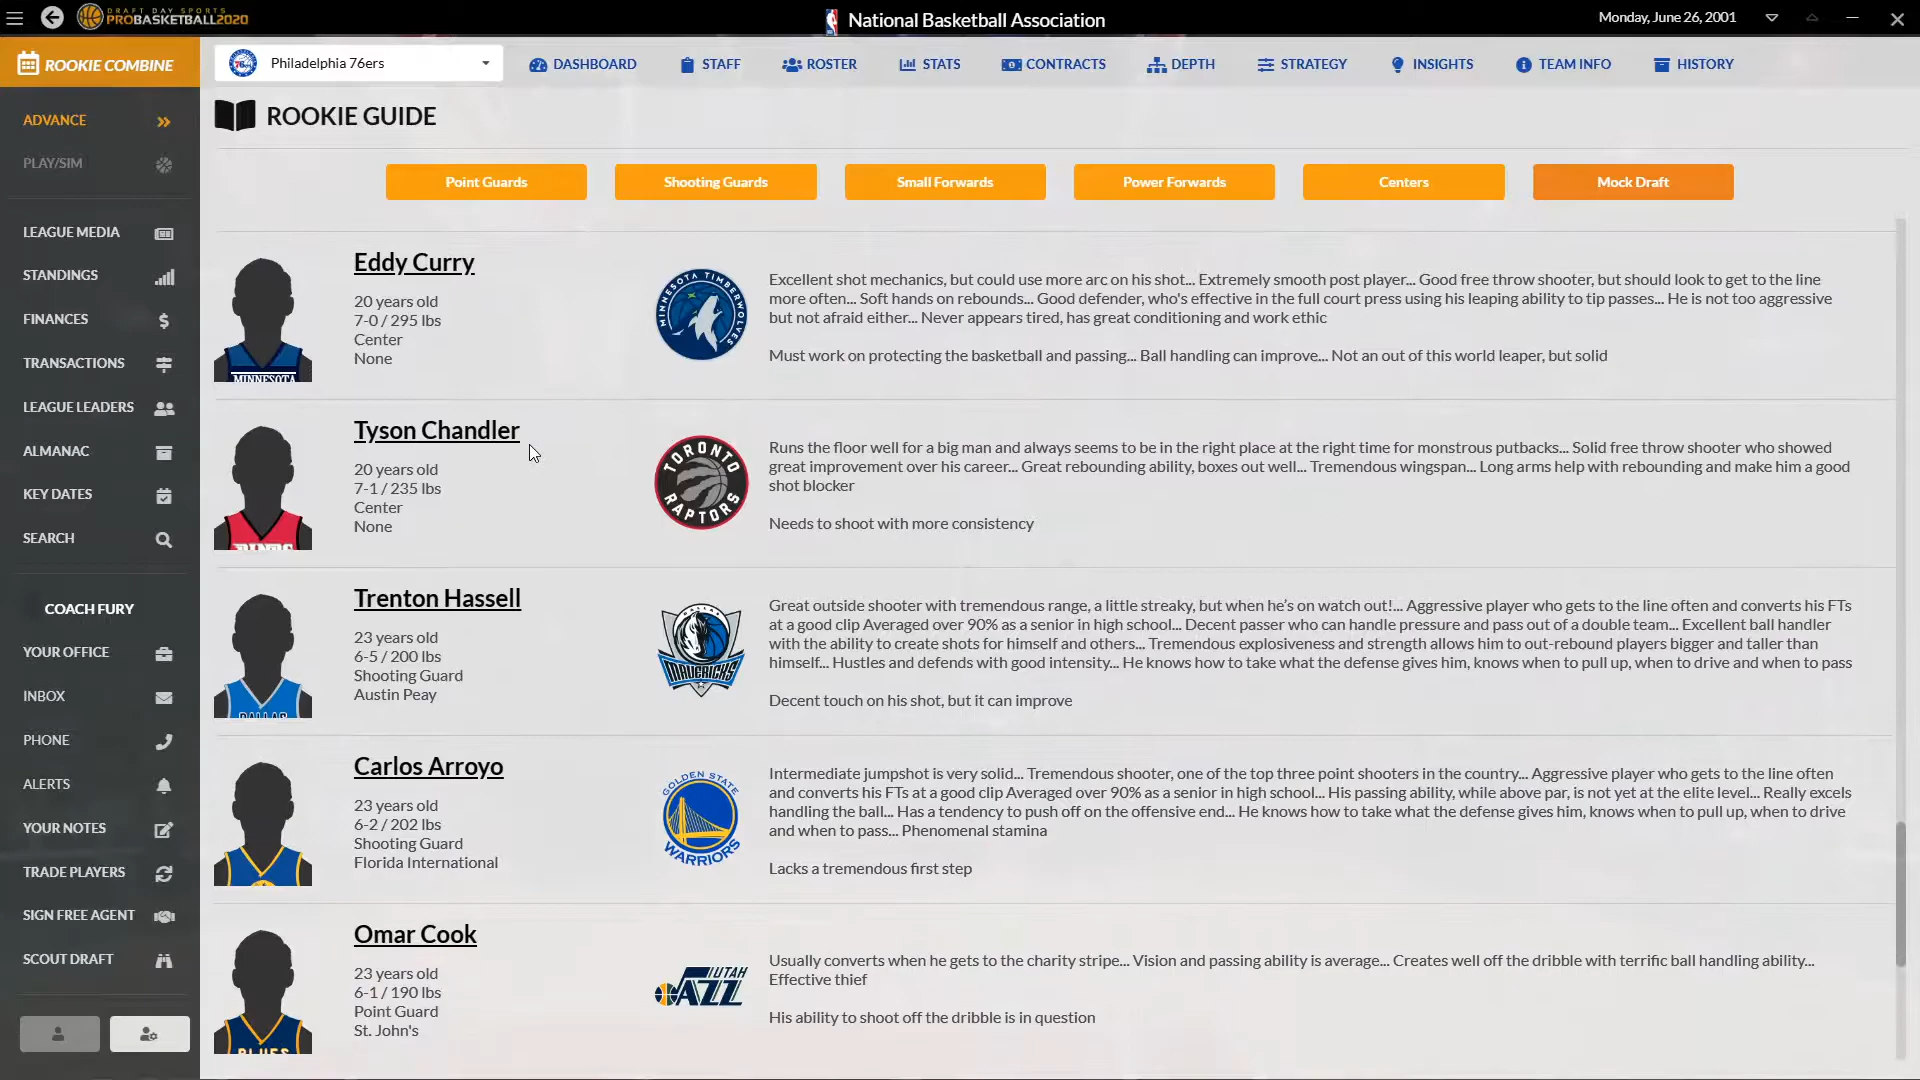 DRAFT DAY SPORTS
PROBASKETBALL2020
National Basketball Association
Monday, June 26, 2001
ROOKIE COMBINE
76ers
Philadelphia 76ers
DASHBOARD
STAFF
ROSTER
STATS
CONTRACTS
DEPTH
STRATEGY
INSIGHTS
TEAM INFO
HISTORY
ADVANCE
PLAY/SIM
LEAGUE MEDIA
STANDINGS
FINANCES
TRANSACTIONS
LEAGUE LEADERS
ALMANAC
KEY DATES
SEARCH
COACH FURY
YOUR OFFICE
INBOX
PHONE
ALERTS
YOUR NOTES
TRADE PLAYERS
SIGN FREE AGENT
SCOUT DRAFT
ROOKIE GUIDE
Point Guards
Shooting Guards
Small Forwards
Power Forwards
Centers
Mock Draft
Eddy Curry
20 years old
7-0 / 295 lbs
Center
None
MINNESOTA
MINNESOTA TIMBERWOLVES
Excellent shot mechanics, but could use more arc on his shot... Extremely smooth post player... Good free throw shooter, but should look to get to the line
more often... Soft hands on rebounds... Good defender, who's effective in the full court press using his leaping ability to tip passes... He is not too aggressive
but not afraid either... Never appears tired, has great conditioning and work ethic
Must work on protecting the basketball and passing... Ball handling can improve... Not an out of this world leaper, but solid
Tyson Chandler
20 years old
7-1 / 235 lbs
Center
None
TORONTO
RAPTORS
Runs the floor well for a big man and always seems to be in the right place at the right time for monstrous putbacks... Solid free throw shooter who showed
great improvement over his career... Great rebounding ability, boxes out well... Tremendous wingspan... Long arms help with rebounding and make him a good
shot blocker
Needs to shoot with more consistency
Trenton Hassell
23 years old
6-5 / 200 lbs
Shooting Guard
Austin Peay
DALLAS
MAVERICKS
Great outside shooter with tremendous range, a little streaky, but when he’s on watch out!... Aggressive player who gets to the line often and converts his FTs
at a good clip Averaged over 90% as a senior in high school... Decent passer who can handle pressure and pass out of a double team... Excellent ball handler
with the ability to create shots for himself and others... Tremendous explosiveness and strength allows him to out-rebound players bigger and taller than
himself... Hustles and defends with good intensity... He knows how to take what the defense gives him, knows when to pull up, when to drive and when to pass
Decent touch on his shot, but it can improve
Carlos Arroyo
23 years old
6-2 / 202 lbs
Shooting Guard
Florida International
GOLDEN STATE
WARRIORS
Intermediate jumpshot is very solid... Tremendous shooter, one of the top three point shooters in the country... Aggressive player who gets to the line often
and converts his FTs at a good clip Averaged over 90% as a senior in high school... His passing ability, while above par, is not yet at the elite level... Really excels
handling the ball... Has a tendency to push off on the offensive end... He knows how to take what the defense gives him, knows when to pull up, when to drive
and when to pass... Phenomenal stamina
Lacks a tremendous first step
Omar Cook
23 years old
6-1 / 190 lbs
Point Guard
St. John's
UTAH
JAZZ
Usually converts when he gets to the charity stripe... Vision and passing ability is average... Creates well off the dribble with terrific ball handling ability...
Effective thief
His ability to shoot off the dribble is in question